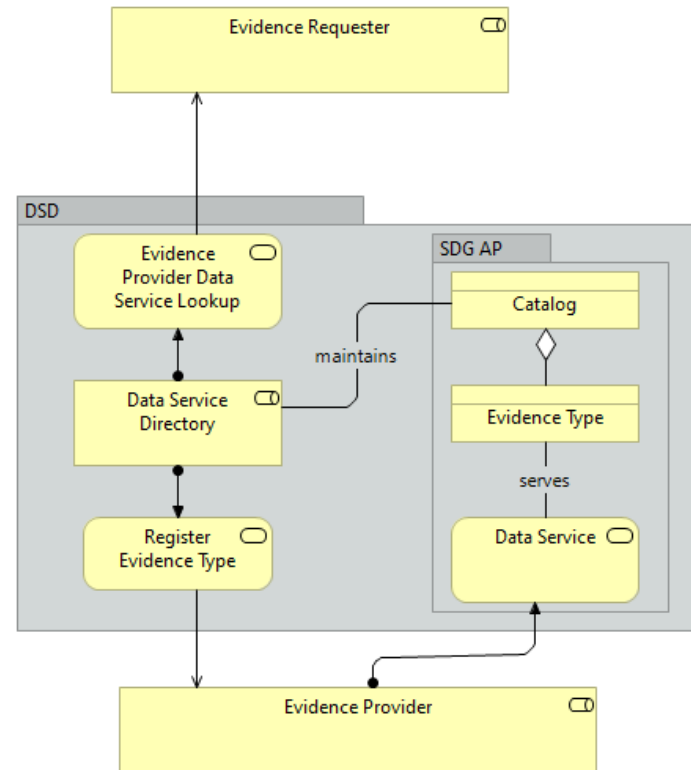 Evidence Requester
DSD
Evidence
Provider Data
Service Lookup
SDG AP
Catalog
maintains
Data Service
Directory
Evidence Type
serves
Register
Evidence Type
Data Service
Evidence Provider